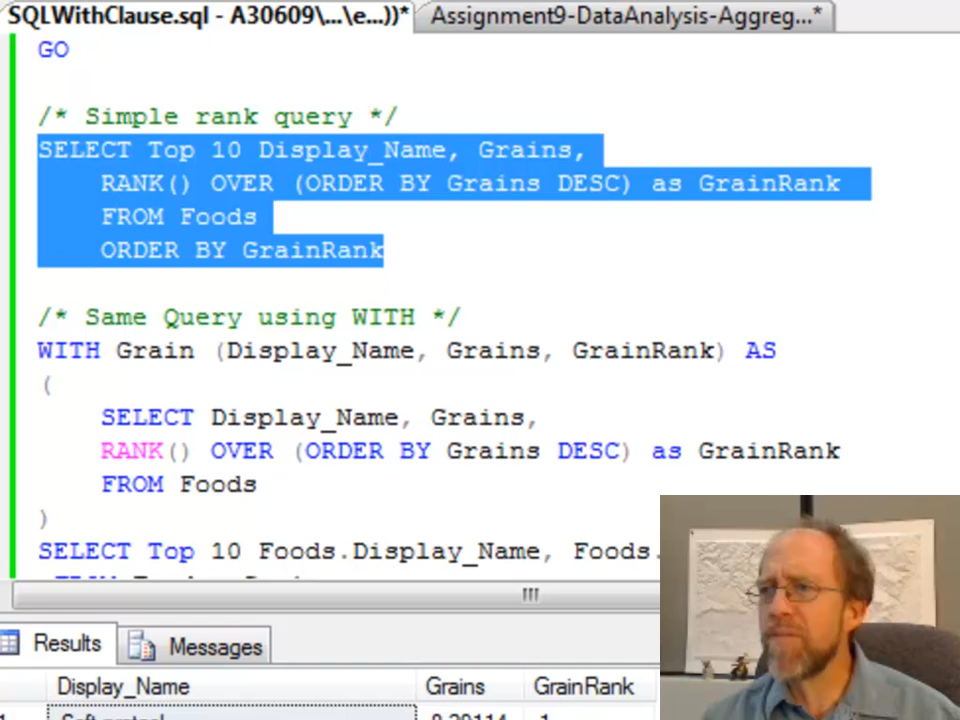 SQLWithClause.sql - A30609\...\e...))* Assignment9-DataAnalysis-Aggreg...*
GO
/* Simple rank query */
SELECT Top 10 Display_Name, Grains,
RANK() OVER (ORDER BY Grains DESC) as GrainRank
FROM Foods
ORDER BY GrainRank
/* Same Query using WITH */
WITH Grain (Display_Name, Grains, GrainRank) AS
(
SELECT Display_Name, Grains,
RANK() OVER (ORDER BY Grains DESC) as GrainRank
FROM Foods
)
SELECT Top 10 Foods.Display_Name, Foods.
Results Messages
Display_Name Grains GrainRank